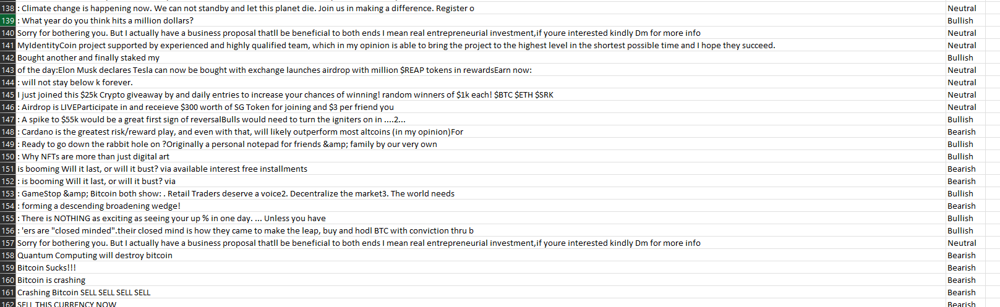 138 : Climate change is happening now. We can not standby and let this planet die. Join us in making a difference. Register o Neutral
139 : What year do you think hits a million dollars? Bullish
140 Sorry for bothering you. But I actually have a business proposal thatll be beneficial to both ends I mean real entrepreneurial investment,if youre interested kindly Dm for more info Neutral
141 MyIdentityCoin project supported by experienced and highly qualified team, which in my opinion is able to bring the project to the highest level in the shortest possible time and I hope they succeed. Neutral
142 Bought another and finally staked my Bullish
143 of the day:Elon Musk declares Tesla can now be bought with exchange launches airdrop with million $REAP tokens in rewardsEarn now: Neutral
144 : will not stay below k forever. Neutral
145 I just joined this $25k Crypto giveaway by and daily entries to increase your chances of winning! random winners of $1k each! $BTC $ETH $SRK Neutral
146 : Airdrop is LIVEParticipate in and receieve $300 worth of SG Token for joining and $3 per friend you Neutral
147 : A spike to $55k would be a great first sign of reversalBulls would need to turn the igniters on in ....2... Bullish
148 : Cardano is the greatest risk/reward play, and even with that, will likely outperform most altcoins (in my opinion)For Bearish
149 : Ready to go down the rabbit hole on ?Originally a personal notepad for friends &amp; family by our very own Bullish
150 : Why NFTs are more than just digital art Bullish
151 is booming Will it last, or will it bust? via available interest free installments Bearish
152 : is booming Will it last, or will it bust? via Bearish
153 : GameStop &amp; Bitcoin both show: . Retail Traders deserve a voice2. Decentralize the market3. The world needs Bullish
154 : forming a descending broadening wedge! Bearish
155 : There is NOTHING as exciting as seeing your up % in one day. ... Unless you have Bullish
156 : 'ers are "closed minded".their closed mind is how they came to make the leap, buy and hodl BTC with conviction thru b Bullish
157 Sorry for bothering you. But I actually have a business proposal thatll be beneficial to both ends I mean real entrepreneurial investment,if youre interested kindly Dm for more info Neutral
158 Quantum Computing will destroy bitcoin Bearish
159 Bitcoin Sucks!!! Bearish
160 Bitcoin is crashing Bearish
161 Crashing Bitcoin SELL SELL SELL SELL Bearish
162 SELL THIS CURRENCY NOW Bearish